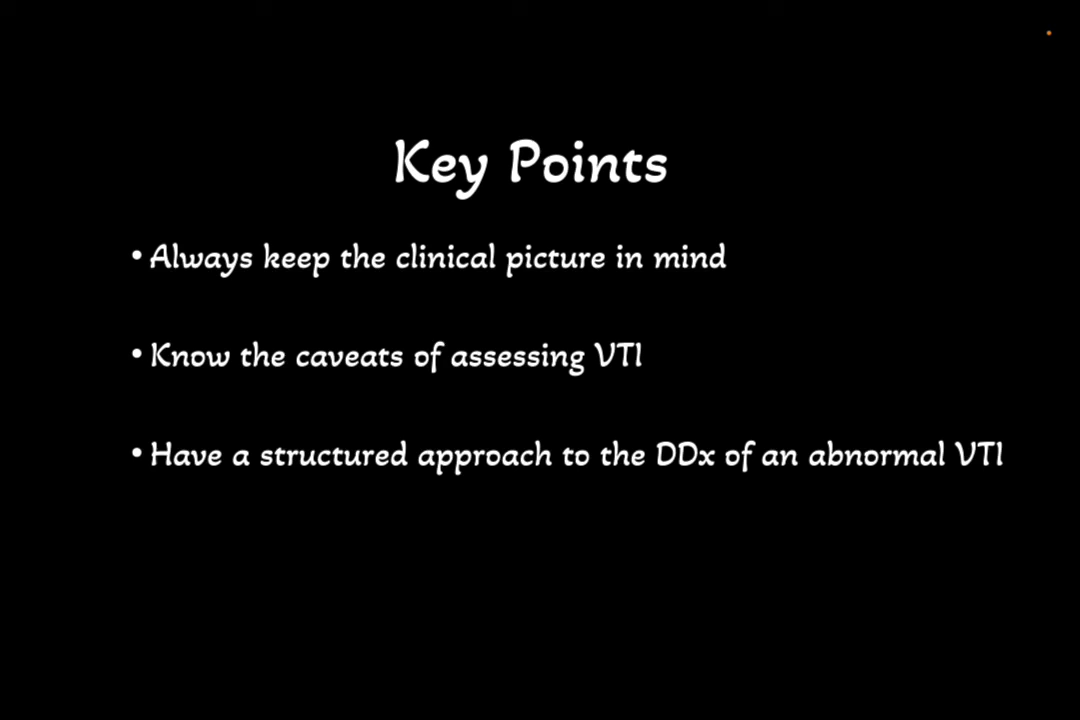 Key Points
• Always keep the clinical picture in mind
• Know the caveats of assessing VTI
• Have a structured approach to the DDx of an abnormal VTI